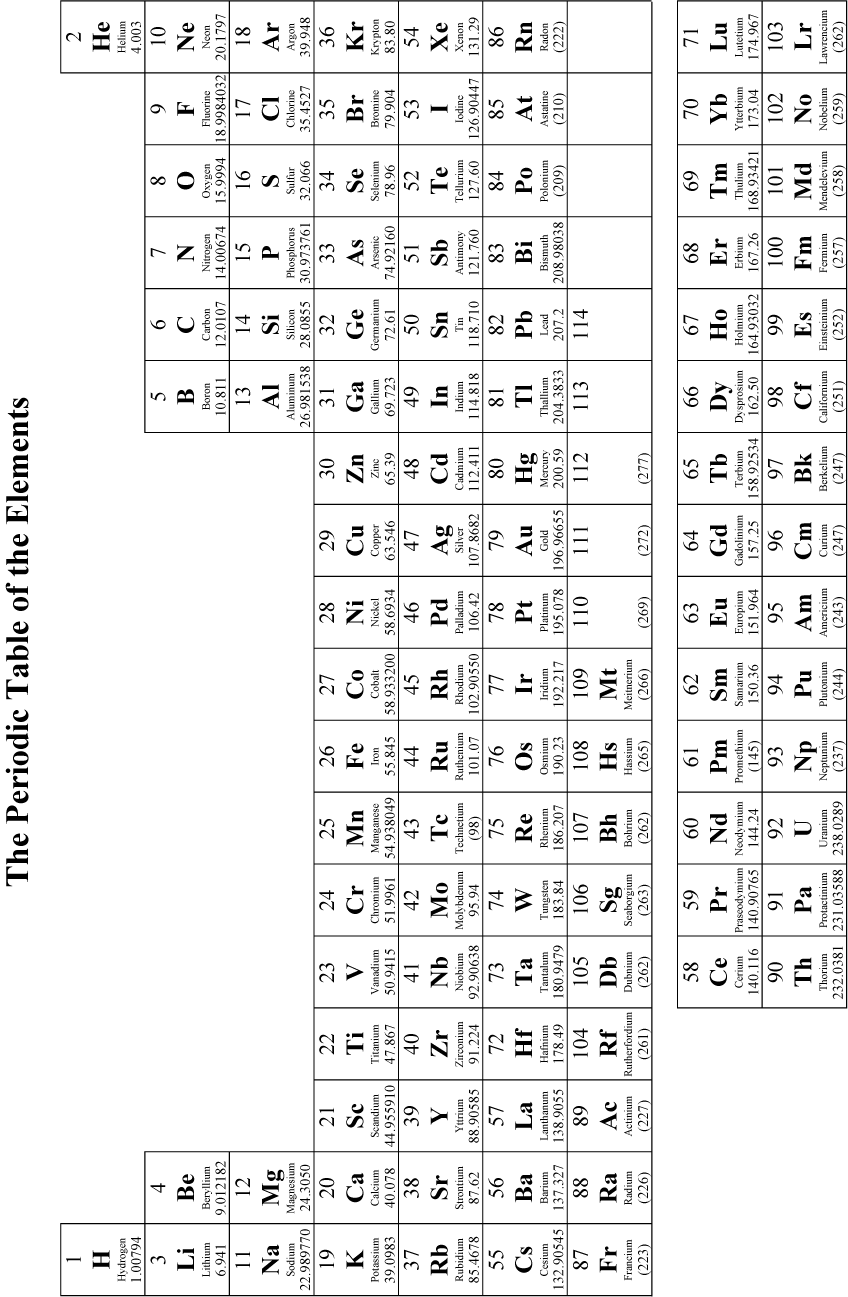 The Periodic Table of the Elements
1
H
Hydrogen
1.00794
2
He
Helium
4.003
3
Li
Lithium
6.941
4
Be
Beryllium
9.012182
5
B
Boron
10.811
6
C
Carbon
12.0107
7
N
Nitrogen
14.00674
8
O
Oxygen
15.9994
9
F
Fluorine
18.9984032
10
Ne
Neon
20.1797
11
Na
Sodium
22.989770
12
Mg
Magnesium
24.3050
13
Al
Aluminum
26.981538
14
Si
Silicon
28.0855
15
P
Phosphorus
30.973761
16
S
Sulfur
32.066
17
Cl
Chlorine
35.4527
18
Ar
Argon
39.948
19
K
Potassium
39.0983
20
Ca
Calcium
40.078
21
Sc
Scandium
44.955910
22
Ti
Titanium
47.867
23
V
Vanadium
50.9415
24
Cr
Chromium
51.9961
25
Mn
Manganese
54.938049
26
Fe
Iron
55.845
27
Co
Cobalt
58.933200
28
Ni
Nickel
58.6934
29
Cu
Copper
63.546
30
Zn
Zinc
65.39
31
Ga
Gallium
69.723
32
Ge
Germanium
72.61
33
As
Arsenic
74.92160
34
Se
Selenium
78.96
35
Br
Bromine
79.904
36
Kr
Krypton
83.80
37
Rb
Rubidium
85.4678
38
Sr
Strontium
87.62
39
Y
Yttrium
88.90585
40
Zr
Zirconium
91.224
41
Nb
Niobium
92.90638
42
Mo
Molybdenum
95.94
43
Tc
Technetium
(98)
44
Ru
Ruthenium
101.07
45
Rh
Rhodium
102.90550
46
Pd
Palladium
106.42
47
Ag
Silver
107.8682
48
Cd
Cadmium
112.411
49
In
Indium
114.818
50
Sn
Tin
118.710
51
Sb
Antimony
121.760
52
Te
Tellurium
127.60
53
I
Iodine
126.90447
54
Xe
Xenon
131.29
55
Cs
Cesium
132.90545
56
Ba
Barium
137.327
57
La
Lanthanum
138.9055
72
Hf
Hafnium
178.49
73
Ta
Tantalum
180.9479
74
W
Tungsten
183.84
75
Re
Rhenium
186.207
76
Os
Osmium
190.23
77
Ir
Iridium
192.217
78
Pt
Platinum
195.078
79
Au
Gold
196.96655
80
Hg
Mercury
200.59
81
Tl
Thallium
204.3833
82
Pb
Lead
207.2
83
Bi
Bismuth
208.98038
84
Po
Polonium
(209)
85
At
Astatine
(210)
86
Rn
Radon
(222)
87
Fr
Francium
(223)
88
Ra
Radium
(226)
89
Ac
Actinium
(227)
104
Rf
Rutherfordium
(261)
105
Db
Dubnium
(262)
106
Sg
Seaborgium
(263)
107
Bh
Bohrium
(262)
108
Hs
Hassium
(265)
109
Mt
Meitnerium
(266)
110
(269)
111
(272)
112
(277)
113
114
58
Ce
Cerium
140.116
59
Pr
Praseodymium
140.90765
60
Nd
Neodymium
144.24
61
Pm
Promethium
(145)
62
Sm
Samarium
150.36
63
Eu
Europium
151.964
64
Gd
Gadolinium
157.25
65
Tb
Terbium
158.92534
66
Dy
Dysprosium
162.50
67
Ho
Holmium
164.93032
68
Er
Erbium
167.26
69
Tm
Thulium
168.93421
70
Yb
Ytterbium
173.04
71
Lu
Lutetium
174.967
90
Th
Thorium
232.0381
91
Pa
Protactinium
231.03588
92
U
Uranium
238.0289
93
Np
Neptunium
(237)
94
Pu
Plutonium
(244)
95
Am
Americium
(243)
96
Cm
Curium
(247)
97
Bk
Berkelium
(247)
98
Cf
Californium
(251)
99
Es
Einsteinium
(252)
100
Fm
Fermium
(257)
101
Md
Mendelevium
(258)
102
No
Nobelium
(259)
103
Lr
Lawrencium
(262)